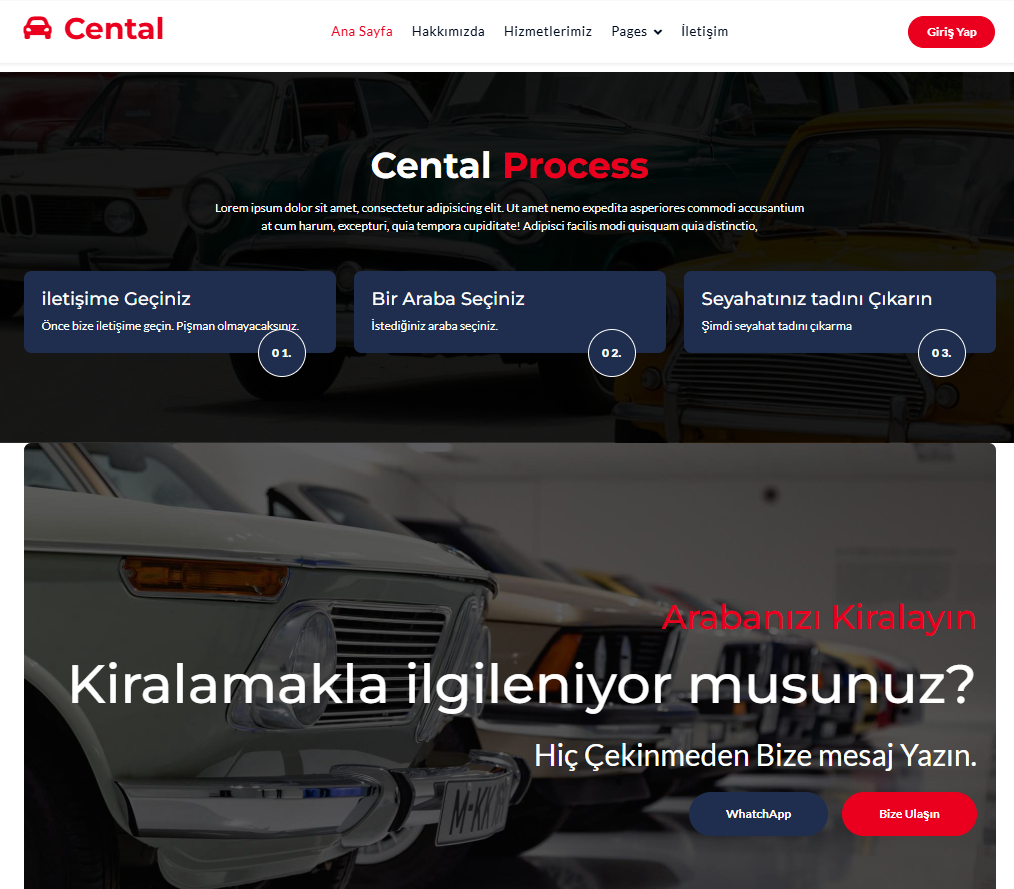 Cental
Ana Sayfa Hakkımızda Hizmetlerimiz Pages İletişim
Giriş Yap
Cental Process
Lorem ipsum dolor sit amet, consectetur adipisicing elit. Ut amet nemo expedita asperiores commodi accusantium
at cum harum, excepturi, quia tempora cupiditate! Adipisci facilis modi quisquam quia distinctio,
iletişime Geçiniz
Önce bize iletişime geçin. Pişman olmayacaksınız.
01.
Bir Araba Seçiniz
İstediğiniz araba seçiniz.
02.
Seyahatınız tadını Çıkarın
Şimdi seyahat tadını çıkarma
03.
Arabanızı Kiralayın
Kiralamakla ilgileniyor musunuz?
Hiç Çekinmeden Bize mesaj Yazın.
WhatchApp
Bize Ulaşın